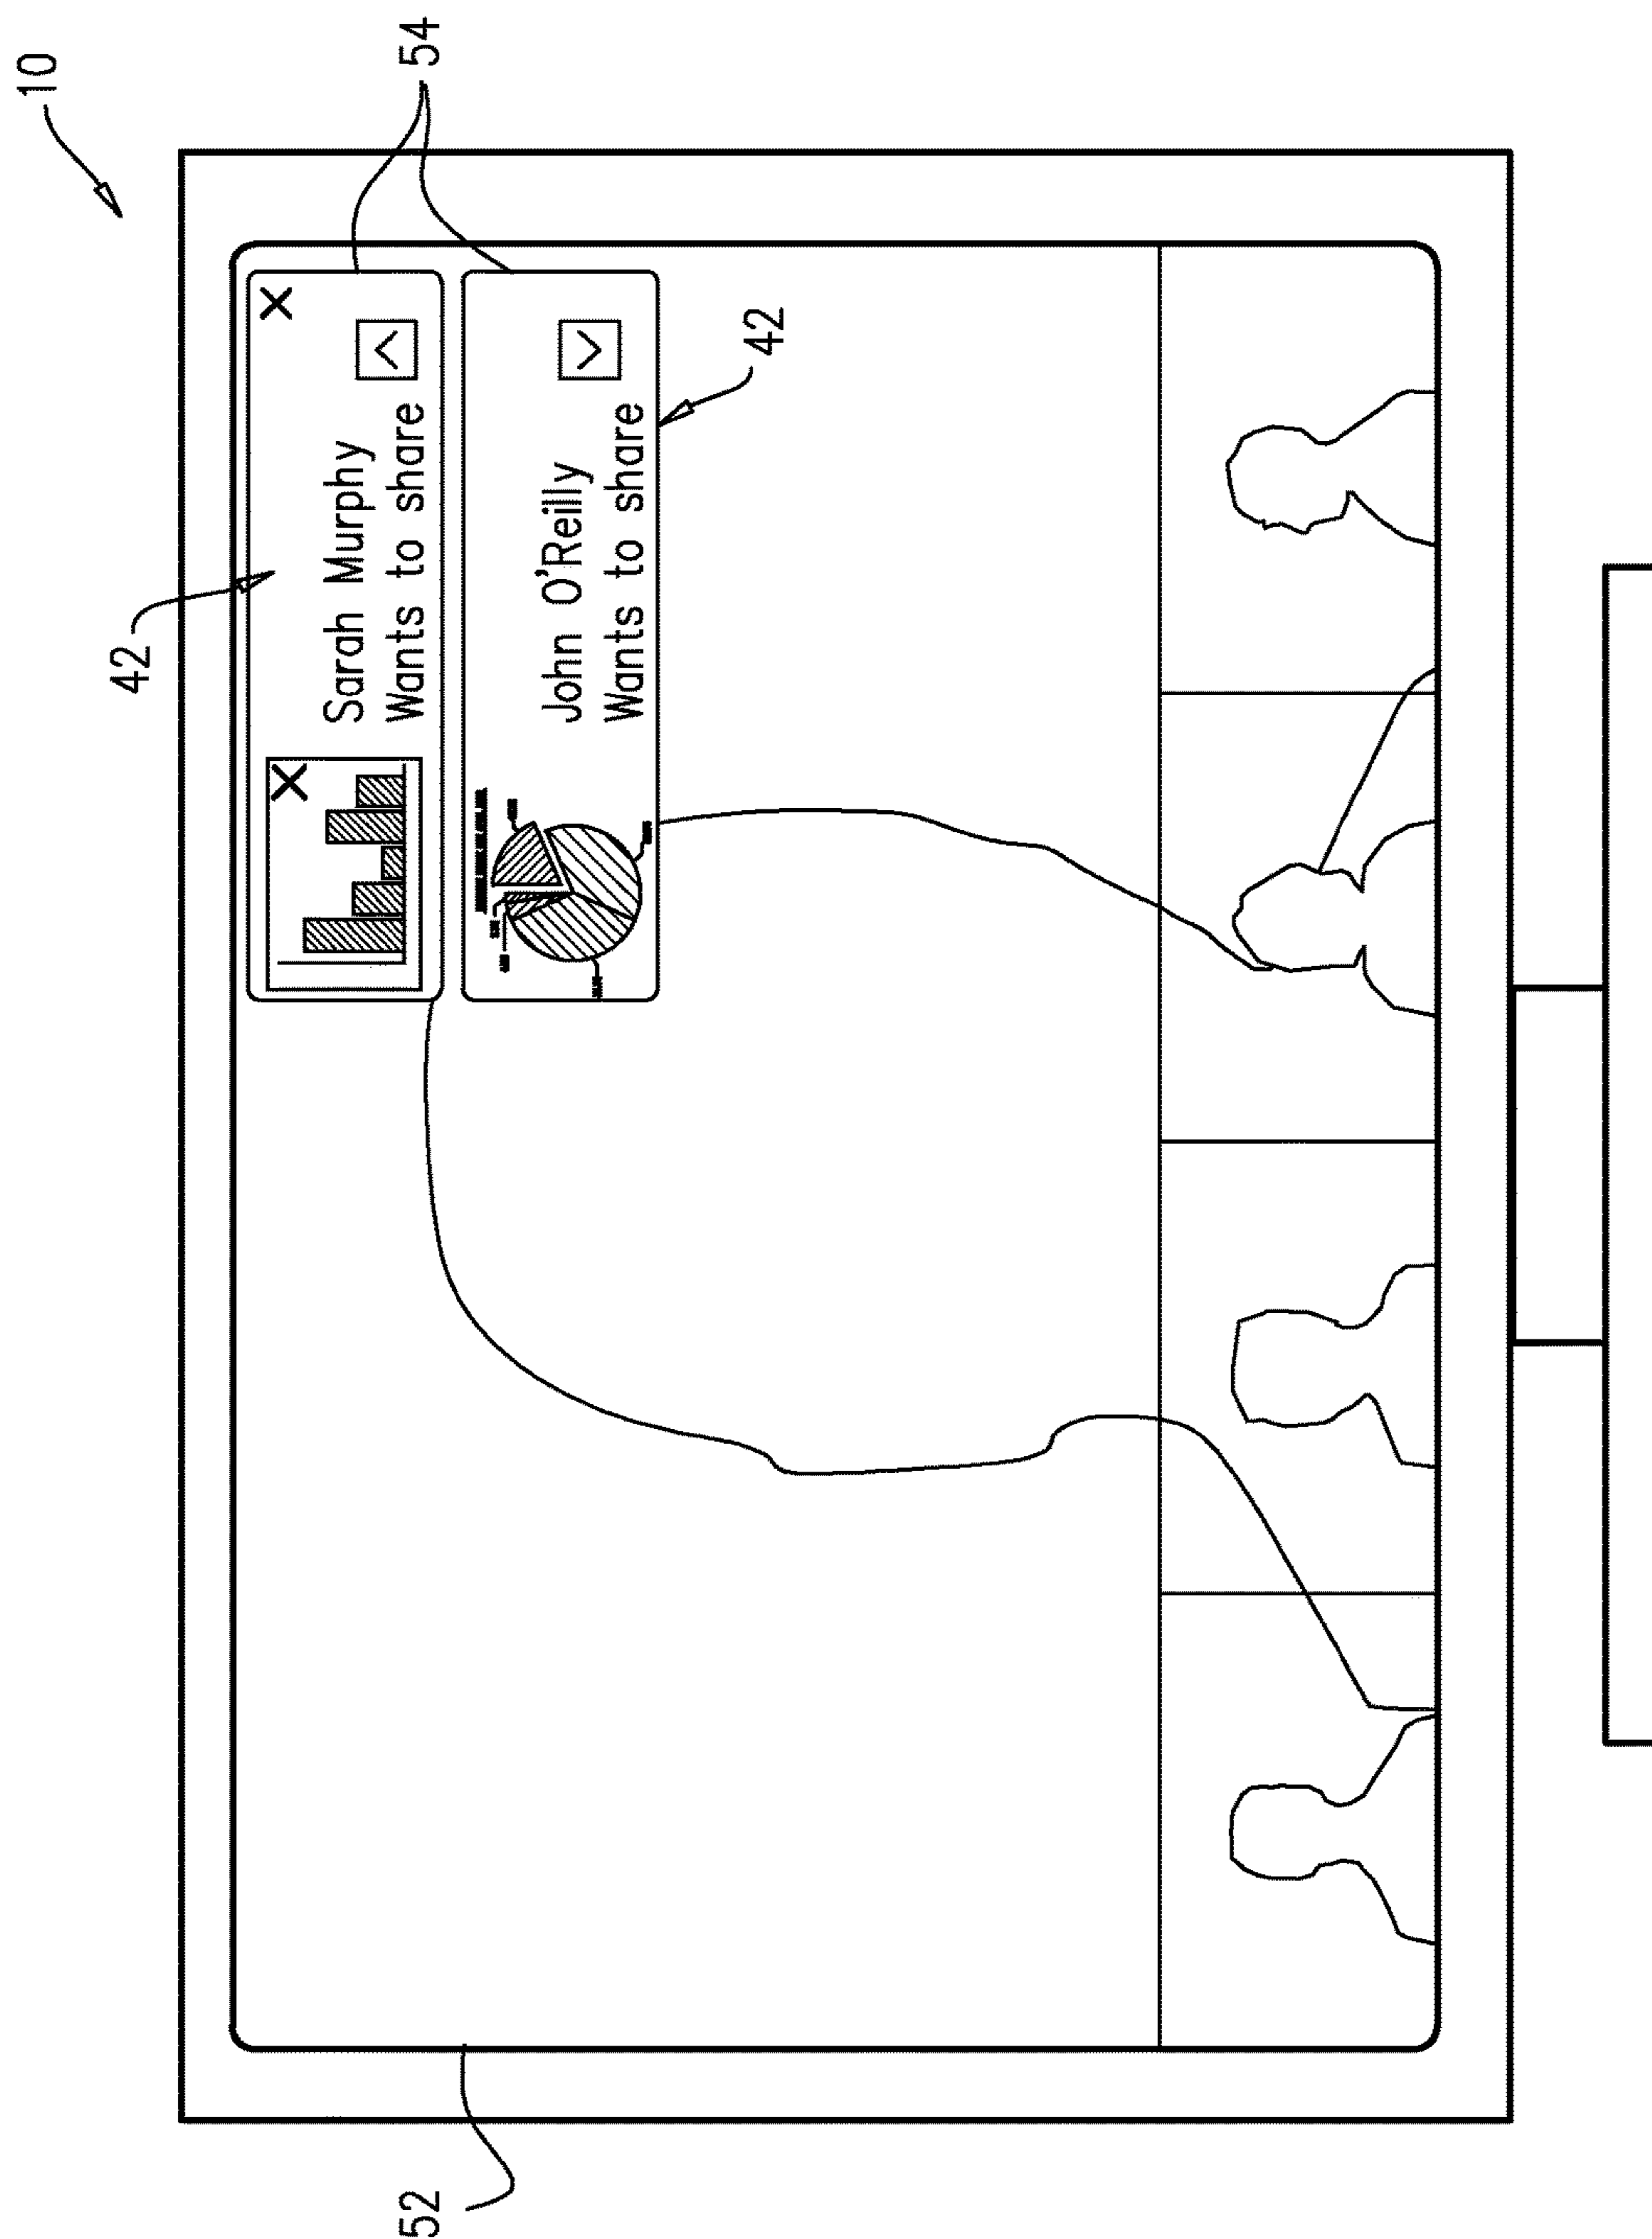 10
54
42
X
Sarah Murphy
Wants to share
X
John O'Reilly
Wants to share
42
52